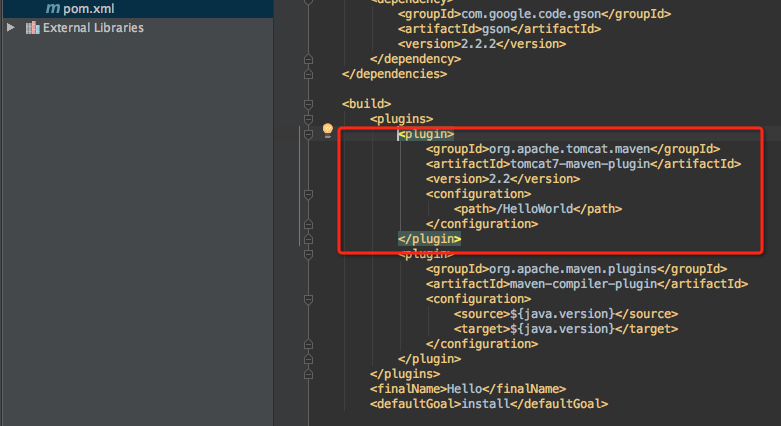 pom.xml
External Libraries
<dependency>
<groupId>com.google.code.gson</groupId>
<artifactId>gson</artifactId>
<version>2.2.2</version>
</dependency>
</dependencies>
<build>
<plugins>
<plugin>
<groupId>org.apache.tomcat.maven</groupId>
<artifactId>tomcat7-maven-plugin</artifactId>
<version>2.2</version>
<configuration>
<path>/HelloWorld</path>
</configuration>
</plugin>
<plugin>
<groupId>org.apache.maven.plugins</groupId>
<artifactId>maven-compiler-plugin</artifactId>
<configuration>
<source>${java.version}</source>
<target>${java.version}</target>
</configuration>
</plugin>
</plugins>
<finalName>Hello</finalName>
<defaultGoal>install</defaultGoal>